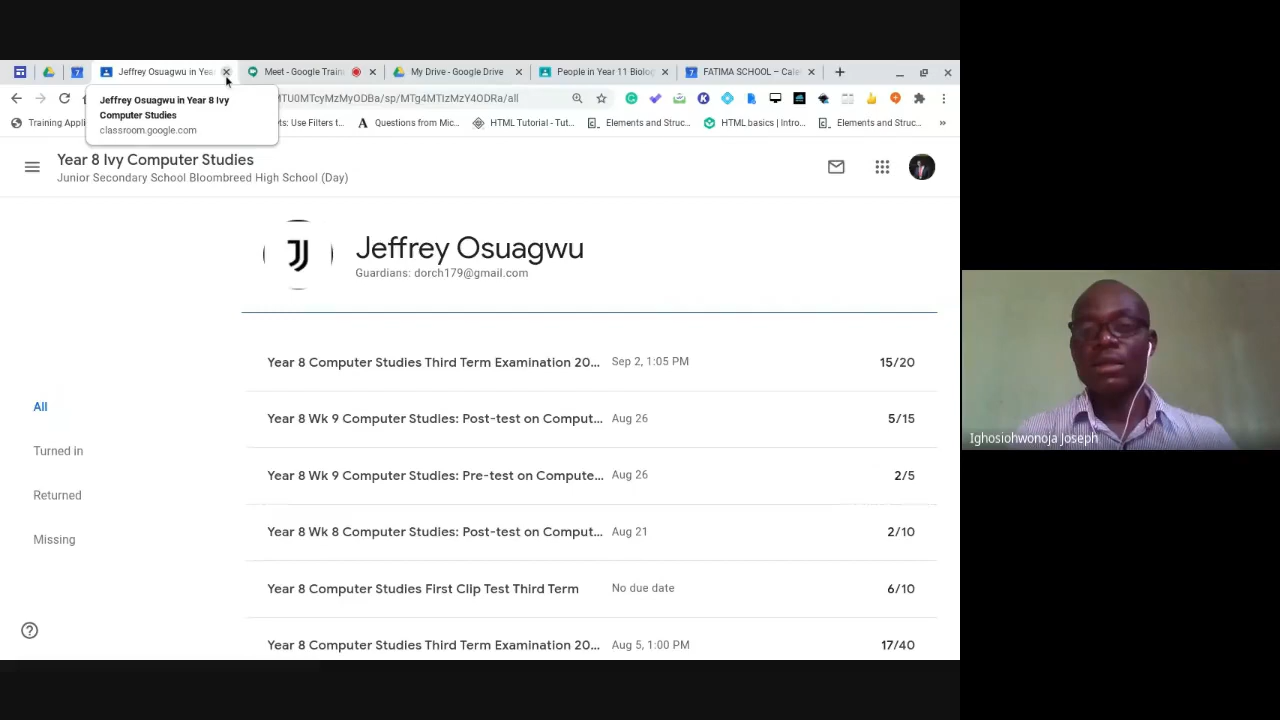 Jeffrey Osuagwu in Yea
Meet - Google Traini
My Drive - Google Drive
People in Year 11 Biolog
FATIMA SCHOOL – Cale
Jeffrey Osuagwu in Year 8 Ivy
Computer Studies
classroom.google.com
MTU0MTcyMzMyODBa/sp/MTg4MTIzMzY4ODRa/all
Training Appli
ts: Use Filters t...
Questions from Mic...
HTML Tutorial - Tut...
Elements and Struc...
HTML basics | Intro...
Elements and Struc...
Year 8 Ivy Computer Studies
Junior Secondary School Bloombreed High School (Day)
Jeffrey Osuagwu
Guardians: dorch179@gmail.com
Year 8 Computer Studies Third Term Examination 20... Sep 2, 1:05 PM 15/20
All
Year 8 Wk 9 Computer Studies: Post-test on Comput... Aug 26 5/15
Turned in
Year 8 Wk 9 Computer Studies: Pre-test on Compute... Aug 26 2/5
Returned
Year 8 Wk 8 Computer Studies: Post-test on Comput... Aug 21 2/10
Missing
Year 8 Computer Studies First Clip Test Third Term No due date 6/10
Year 8 Computer Studies Third Term Examination 20... Aug 5, 1:00 PM 17/40
Ighosiohwonoja Joseph